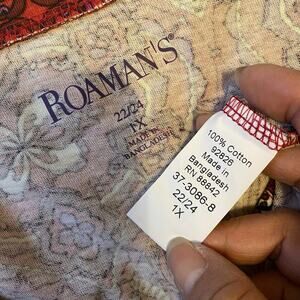 ROAMAN'S®
22/24
1X
MADE IN
BANGLADESH
100% Cotton
92826
Made in
Bangladesh
RN 88842
37-3086-8
22/24
1X